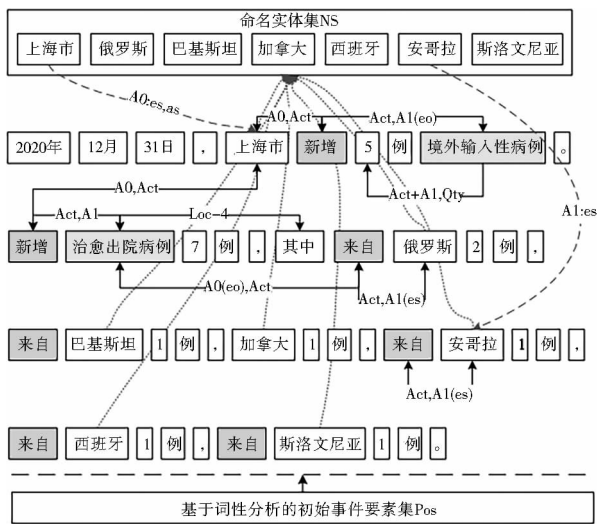 命名实体集NS
上海市 俄罗斯 巴基斯坦 加拿大 西班牙 安哥拉 斯洛文尼亚
A0:es,as
A0,Act Act,A1(eo)
2020年 12月 31日 , 上海市 新增 5 例 境外输入性病例 。
A0,Act Act+A1,Qty
A1:es
Act,A1 Loc-4
新增 治愈出院病例 7 例 , 其中 来自 俄罗斯 2 例 ,
A0(eo),Act Act,A1(es)
来自 巴基斯坦 1 例 , 加拿大 1 例 , 来自 安哥拉 1 例 ,
Act,A1(es)
来自 西班牙 1 例 , 来自 斯洛文尼亚 1 例 。
基于词性分析的初始事件要素集Pos